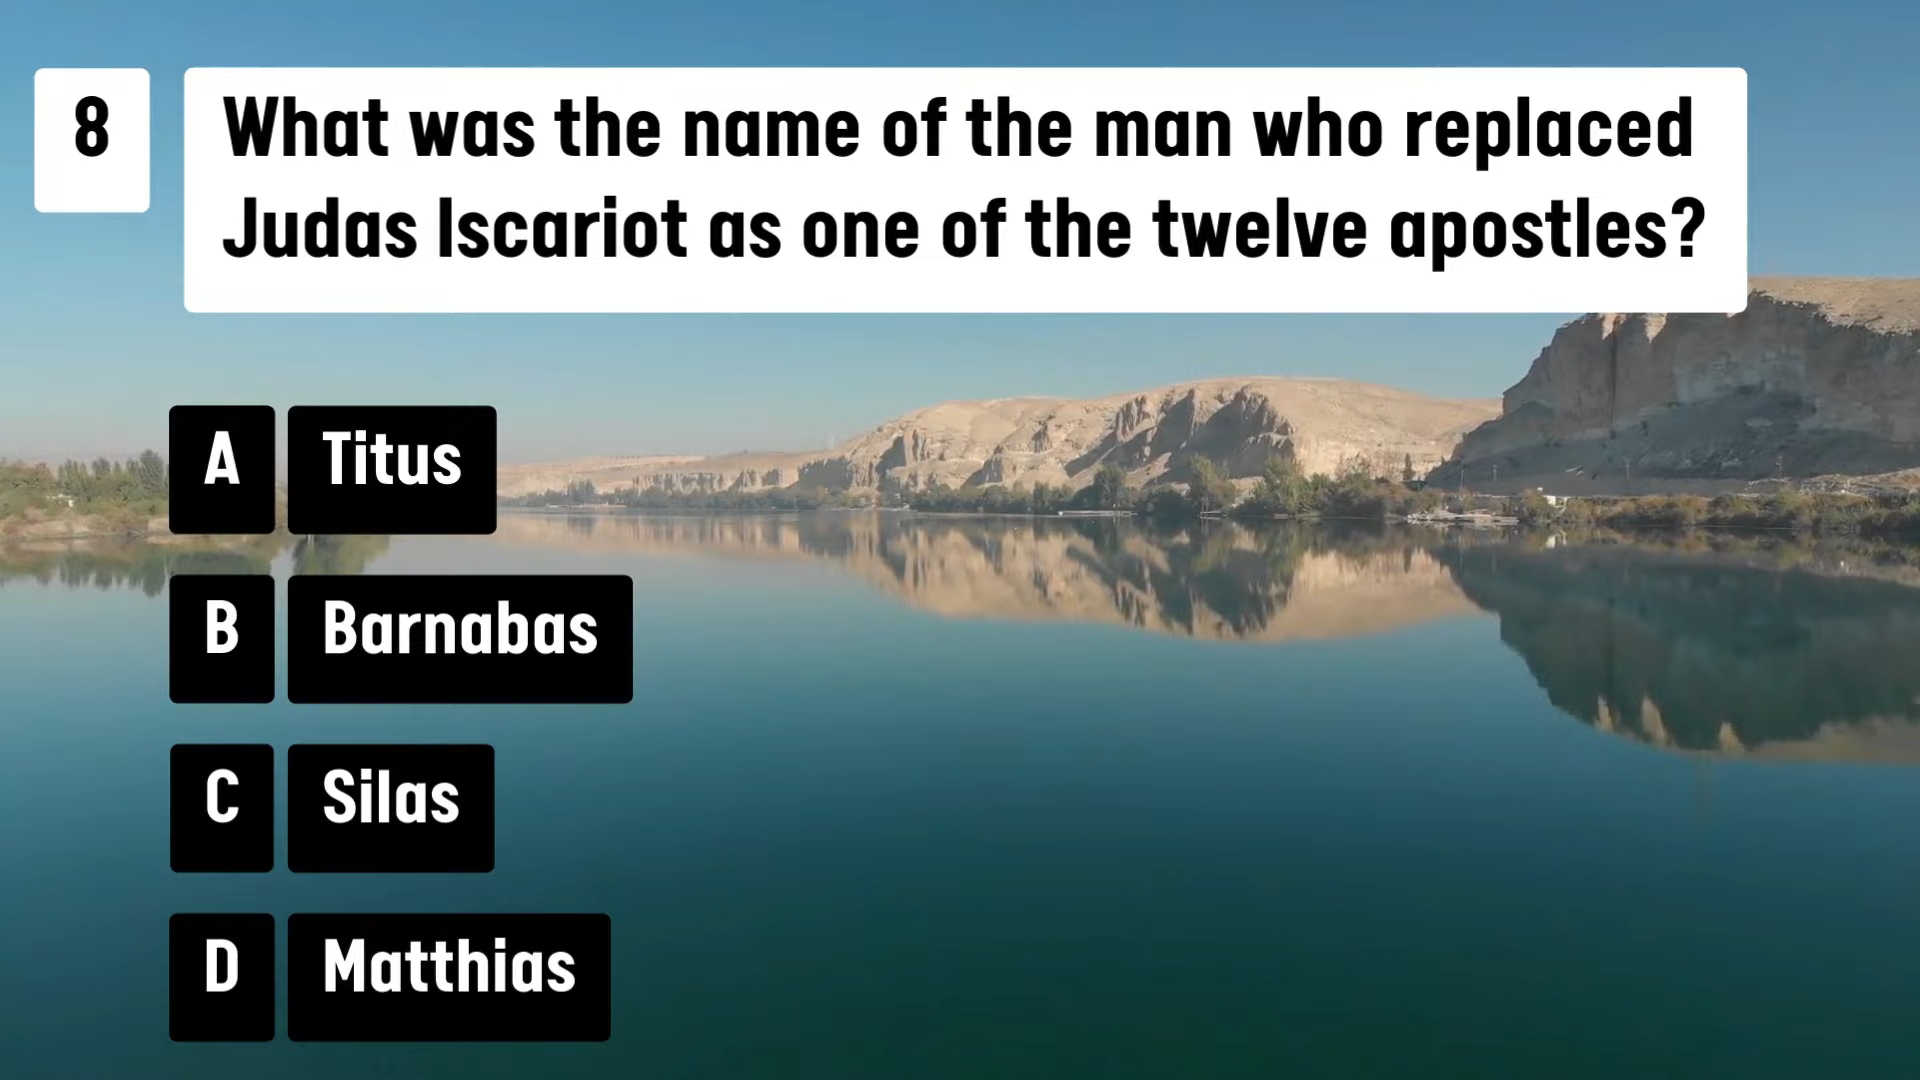 8
What was the name of the man who replaced
Judas Iscariot as one of the twelve apostles?
A Titus
B Barnabas
C Silas
D Matthias